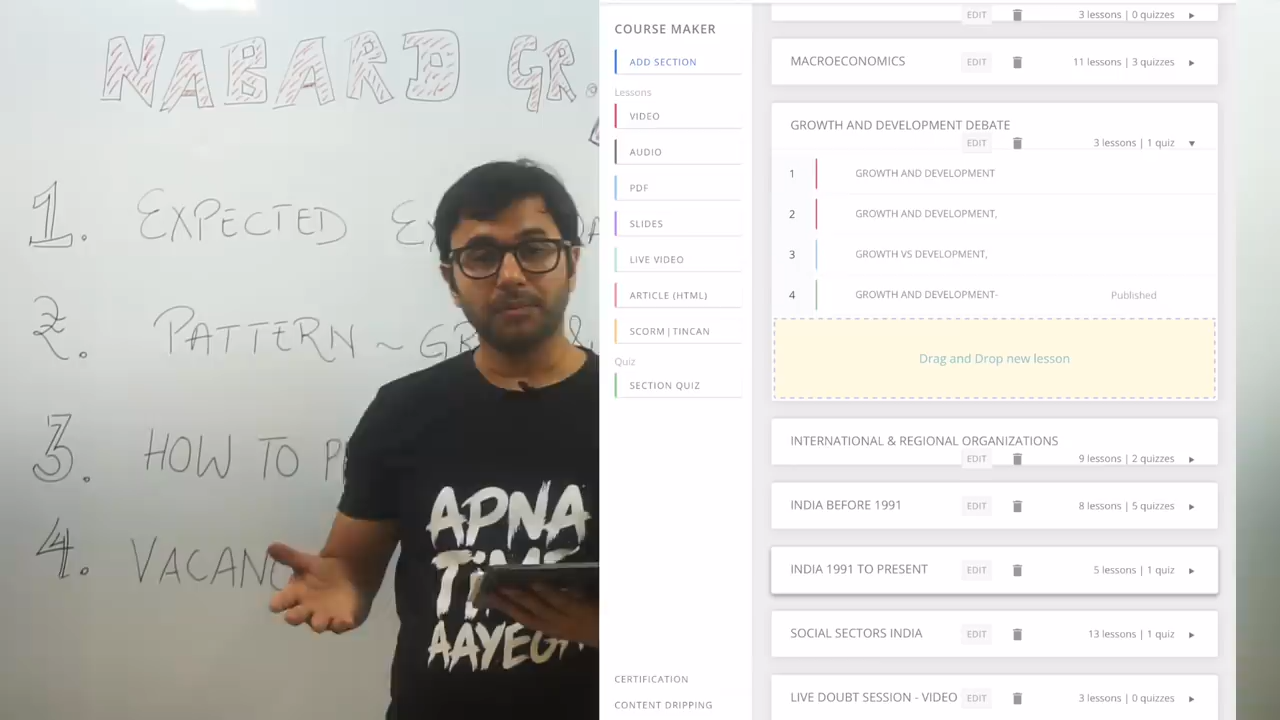 NABARD GR.
1. EXPECTED
2. PATTERN ~ GR &
3. HOW TO
4.
APNA
TIME
AAYEGA
COURSE MAKER
ADD SECTION
Lessons
VIDEO
AUDIO
PDF
SLIDES
LIVE VIDEO
ARTICLE (HTML)
SCORM | TINCAN
Quiz
SECTION QUIZ
CERTIFICATION
CONTENT DRIPPING
EDIT 3 lessons | 0 quizzes
MACROECONOMICS EDIT 11 lessons | 3 quizzes
GROWTH AND DEVELOPMENT DEBATE
EDIT 3 lessons | 1 quiz
1 GROWTH AND DEVELOPMENT
2 GROWTH AND DEVELOPMENT,
3 GROWTH VS DEVELOPMENT,
4 GROWTH AND DEVELOPMENT- Published
Drag and Drop new lesson
INTERNATIONAL & REGIONAL ORGANIZATIONS
EDIT 9 lessons | 2 quizzes
INDIA BEFORE 1991 EDIT 8 lessons | 5 quizzes
INDIA 1991 TO PRESENT EDIT 5 lessons | 1 quiz
SOCIAL SECTORS INDIA EDIT 13 lessons | 1 quiz
LIVE DOUBT SESSION - VIDEO EDIT 3 lessons | 0 quizzes